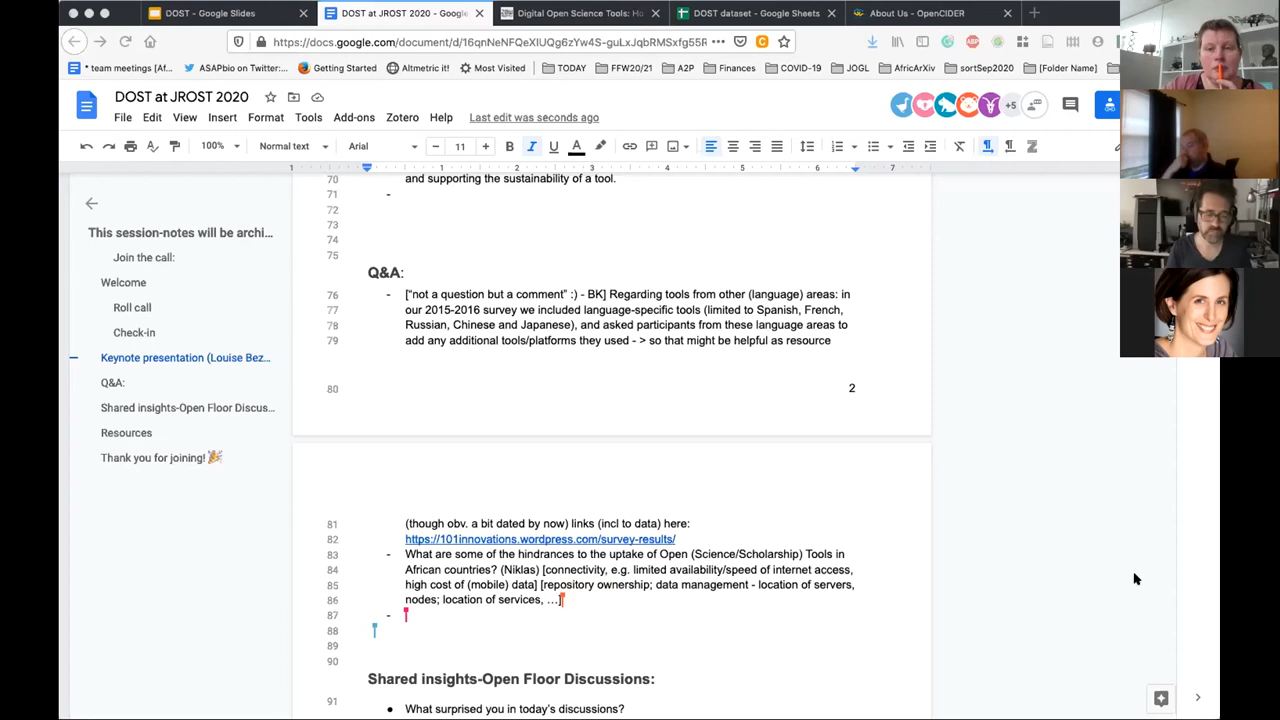 DOST - Google Slides
DOST at JROST 2020 - Google
Digital Open Science Tools: Ho
DOST dataset - Google Sheets
About Us - OpenCIDER
https://docs.google.com/document/d/16qnNeNFQeXIUQg6zYw4S-guLxJqbRMSxfg55R
* team meetings [Af...
ASAPbio on Twitter:...
Getting Started
Altmetric it!
Most Visited
TODAY
FFW20/21
A2P
Finances
COVID-19
JOGL
AfricArXiv
sortSep2020
[Folder Name]
DOST at JROST 2020
File Edit View Insert Format Tools Add-ons Zotero Help Last edit was seconds ago
+5
100% Normal text Arial 11
1 1 2 3 4 5 6 7
This session-notes will be archi...
Join the call:
Welcome
Roll call
Check-in
Keynote presentation (Louise Bez...
Q&A:
Shared insights-Open Floor Discus...
Resources
Thank you for joining!
70 and supporting the sustainability of a tool.
71 -
72
73
74
75
Q&A:
76 - ["not a question but a comment" :) - BK] Regarding tools from other (language) areas: in
77 our 2015-2016 survey we included language-specific tools (limited to Spanish, French,
78 Russian, Chinese and Japanese), and asked participants from these language areas to
79 add any additional tools/platforms they used - > so that might be helpful as resource
80
2
81 (though obv. a bit dated by now) links (incl to data) here:
82 https://101innovations.wordpress.com/survey-results/
83 - What are some of the hindrances to the uptake of Open (Science/Scholarship) Tools in
84 African countries? (Niklas) [connectivity, e.g. limited availability/speed of internet access,
85 high cost of (mobile) data] [repository ownership; data management - location of servers,
86 nodes; location of services, …]
87 -
88
89
90
Shared insights-Open Floor Discussions:
91 ● What surprised you in today's discussions?